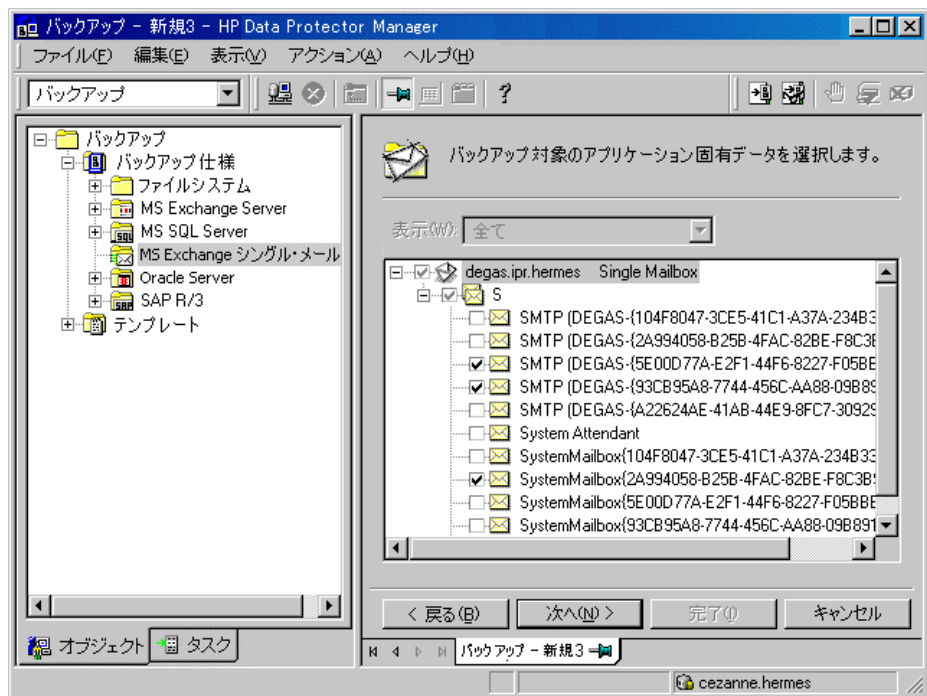 バックアップ - 新規3 - HP Data Protector Manager
ファイル(F) 編集(E) 表示(V) アクション(A) ヘルプ(H)
バックアップ
バックアップ
バックアップ仕様
ファイルシステム
MS Exchange Server
MS SQL Server
MS Exchange シングル・メール
Oracle Server
SAP R/3
テンプレート
オブジェクト タスク
バックアップ対象のアプリケーション固有データを選択します。
表示(W): 全て
degas.ipr.hermes Single Mailbox
S
SMTP (DEGAS-{104F8047-3CE5-41C1-A37A-234B3
SMTP (DEGAS-{2A994058-B25B-4FAC-82BE-F8C3E
SMTP (DEGAS-{5E00D77A-E2F1-44F6-8227-F05BE
SMTP (DEGAS-{93CB95A8-7744-456C-AA88-09B89
SMTP (DEGAS-{A22624AE-41AB-44E9-8FC7-30929
System Attendant
SystemMailbox{104F8047-3CE5-41C1-A37A-234B33
SystemMailbox{2A994058-B25B-4FAC-82BE-F8C3B
SystemMailbox{5E00D77A-E2F1-44F6-8227-F05BBE
SystemMailbox{93CB95A8-7744-456C-AA88-09B891
< 戻る(B) 次へ(N) > 完了(I) キャンセル
バックアップ - 新規3
cezanne.hermes